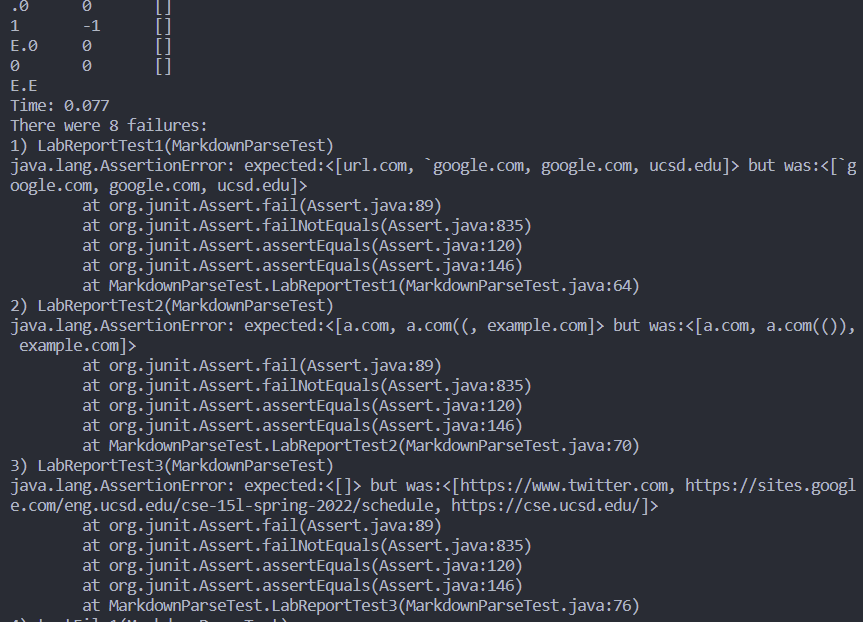 .0      0       []
1       -1      []
E.0     0       []
0       0       []
E.E
Time: 0.077
There were 8 failures:
1) LabReportTest1(MarkdownParseTest)
java.lang.AssertionError: expected:<[url.com, `google.com, google.com, ucsd.edu]> but was:<[`g
oogle.com, google.com, ucsd.edu]>
        at org.junit.Assert.fail(Assert.java:89)
        at org.junit.Assert.failNotEquals(Assert.java:835)
        at org.junit.Assert.assertEquals(Assert.java:120)
        at org.junit.Assert.assertEquals(Assert.java:146)
        at MarkdownParseTest.LabReportTest1(MarkdownParseTest.java:64)
2) LabReportTest2(MarkdownParseTest)
java.lang.AssertionError: expected:<[a.com, a.com((, example.com]> but was:<[a.com, a.com(()),
 example.com]>
        at org.junit.Assert.fail(Assert.java:89)
        at org.junit.Assert.failNotEquals(Assert.java:835)
        at org.junit.Assert.assertEquals(Assert.java:120)
        at org.junit.Assert.assertEquals(Assert.java:146)
        at MarkdownParseTest.LabReportTest2(MarkdownParseTest.java:70)
3) LabReportTest3(MarkdownParseTest)
java.lang.AssertionError: expected:<[]> but was:<[https://www.twitter.com, https://sites.googl
e.com/eng.ucsd.edu/cse-15l-spring-2022/schedule, https://cse.ucsd.edu/]>
        at org.junit.Assert.fail(Assert.java:89)
        at org.junit.Assert.failNotEquals(Assert.java:835)
        at org.junit.Assert.assertEquals(Assert.java:120)
        at org.junit.Assert.assertEquals(Assert.java:146)
        at MarkdownParseTest.LabReportTest3(MarkdownParseTest.java:76)